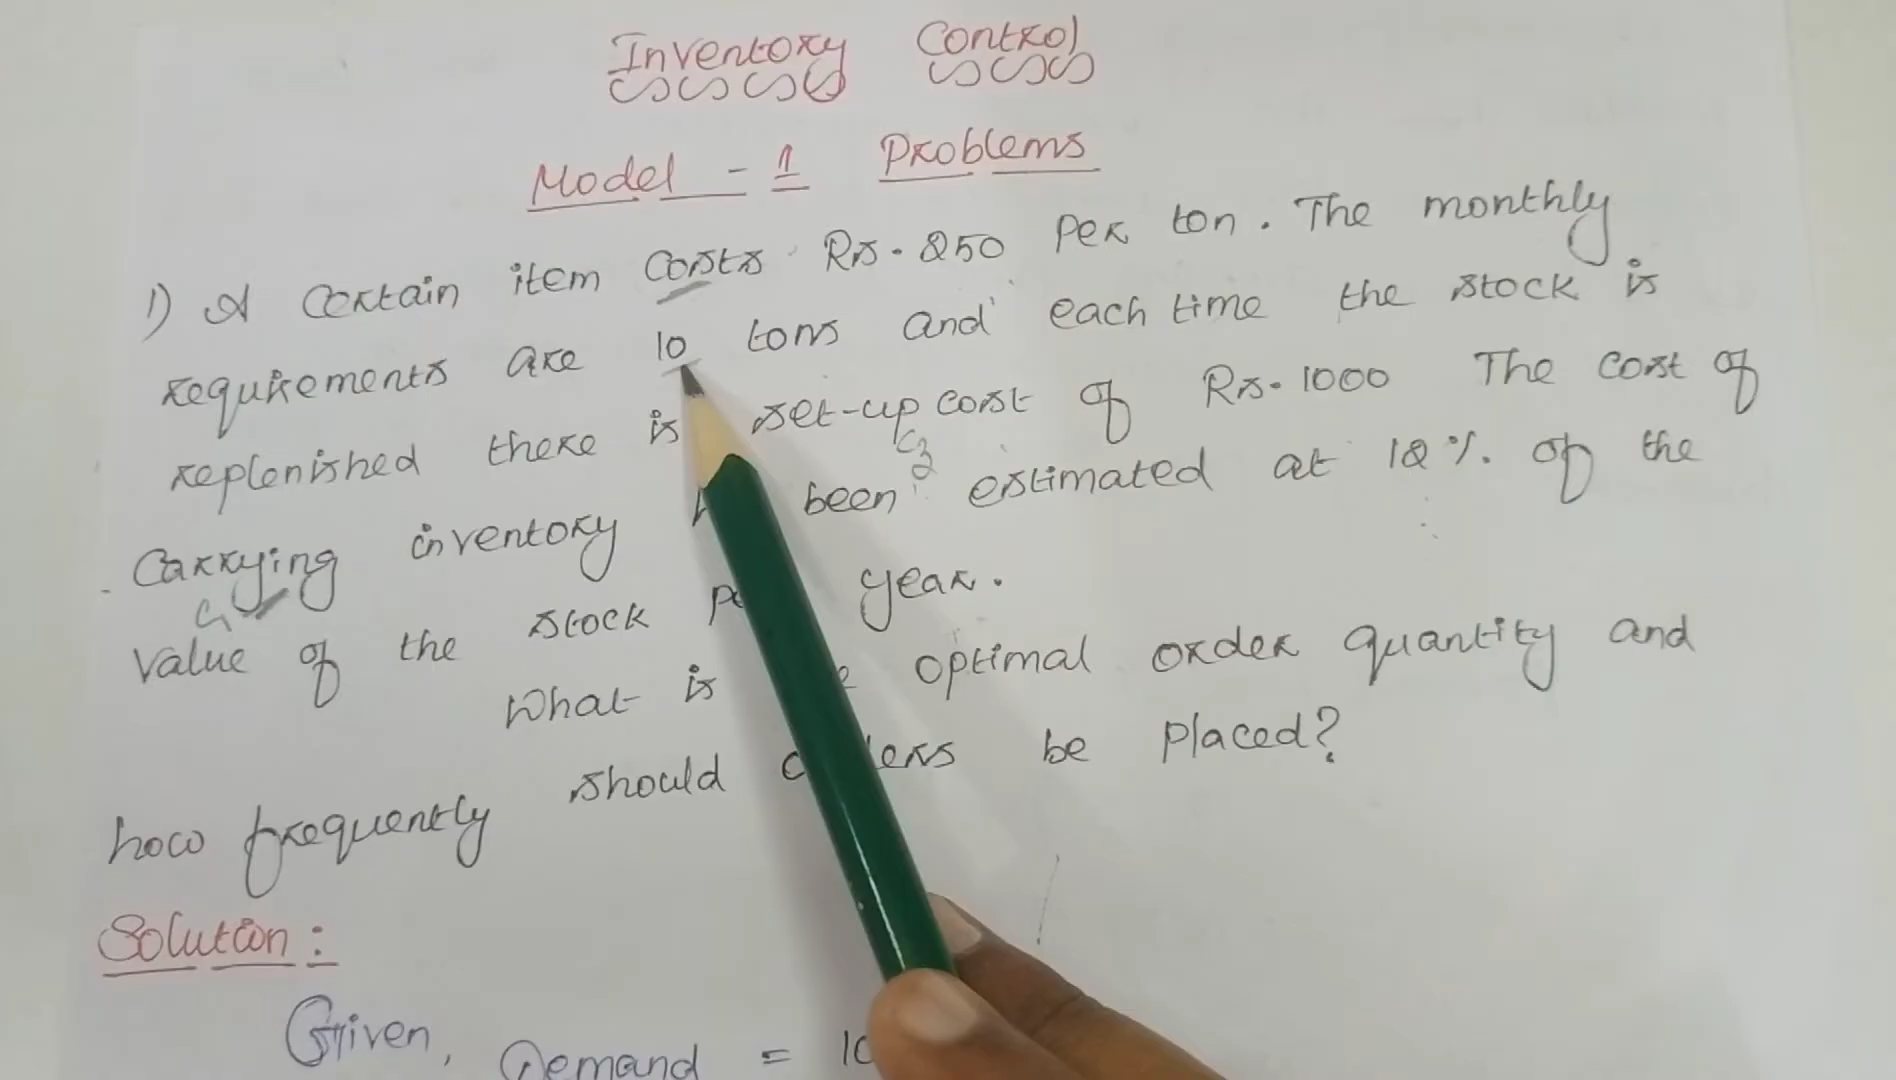 Inventory Control
Model - 1 Problems
1) A certain item costs Rs. 250 per ton. The monthly
requirements are 10 tons and each time the stock is
replenished there is set-up cost of Rs. 1000 The cost of
C3
carrying inventory been estimated at 12%. of the
C1
value of the stock year.
What is optimal order quantity and
how frequently should be placed?
Solution :
Given, Demand = 10